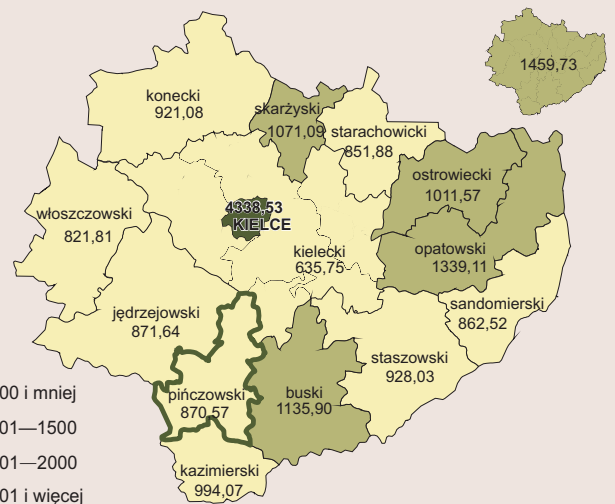 1459,73
konecki
921,08
skarżyski
1071,09
starachowicki
851,88
ostrowiecki
1011,57
włoszczowski
821,81
4338,53
KIELCE
kielecki
635,75
opatowski
1339,11
jędrzejowski
871,64
sandomierski
862,52
staszowski
928,03
pińczowski
870,57
buski
1135,90
kazimierski
994,07
00 i mniej
01—1500
01—2000
01 i więcej